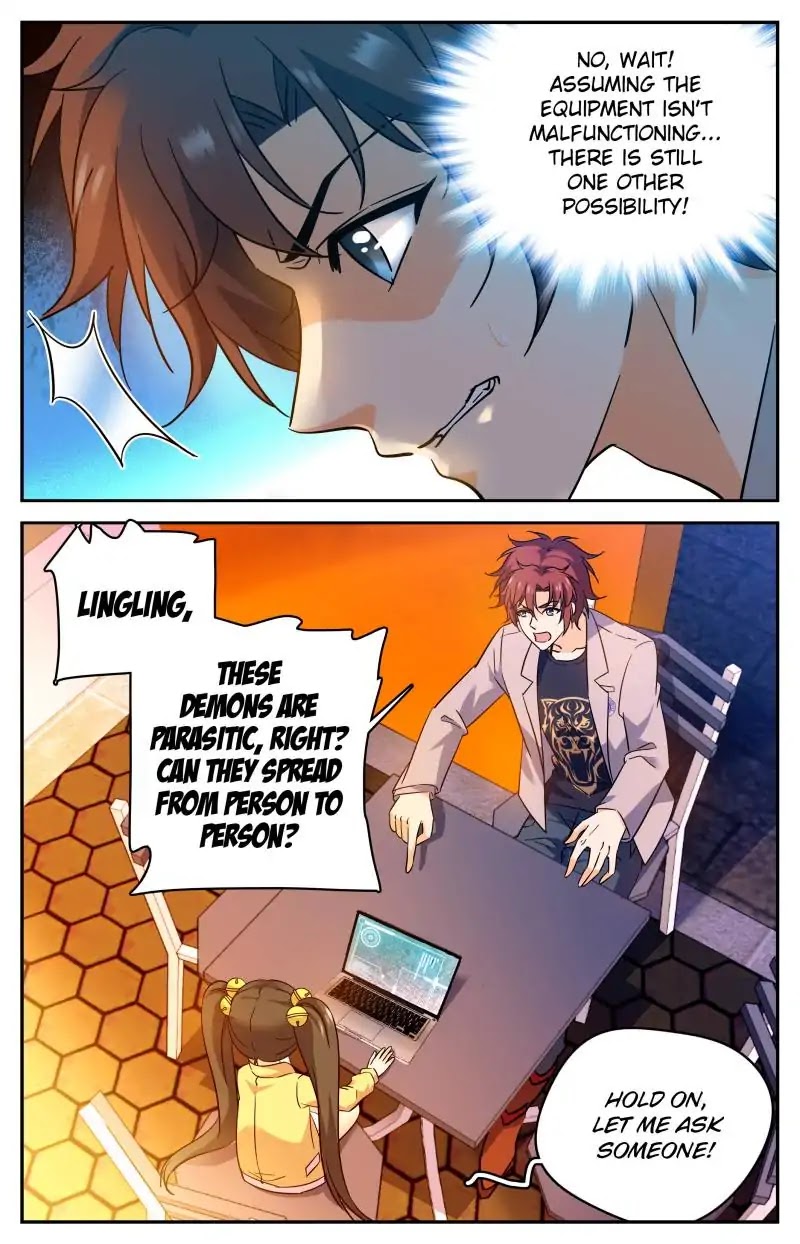 NO, WAIT!
ASSUMING THE
EQUIPMENT ISN'T
MALFUNCTIONING...
THERE IS STILL
ONE OTHER
POSSIBILITY!
LINGLING,
THESE
DEMONS ARE
PARASITIC, RIGHT?
CAN THEY SPREAD
FROM PERSON TO
PERSON?
HOLD ON,
LET ME ASK
SOMEONE!